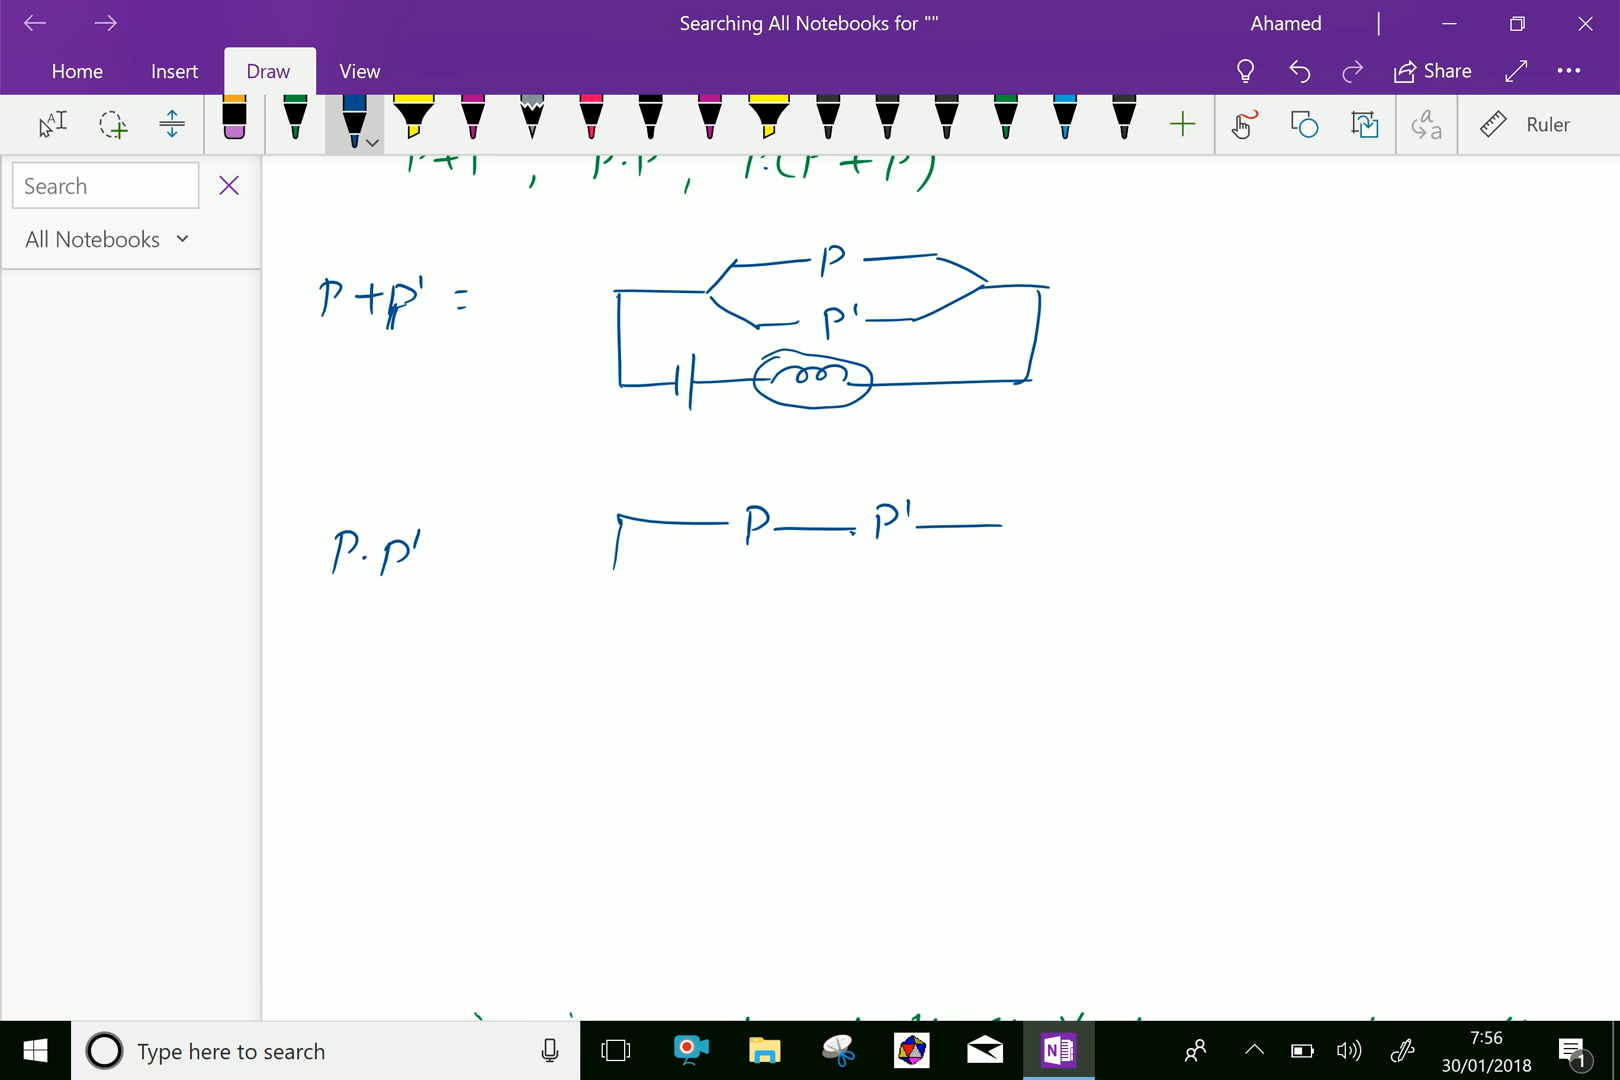 Searching All Notebooks for ""
Ahamed
Home Insert Draw View
Share
Ruler
Search
All Notebooks
P.P
P+P' =
P
P'
P.P'
P
P'
Type here to search
7:56
30/01/2018
1